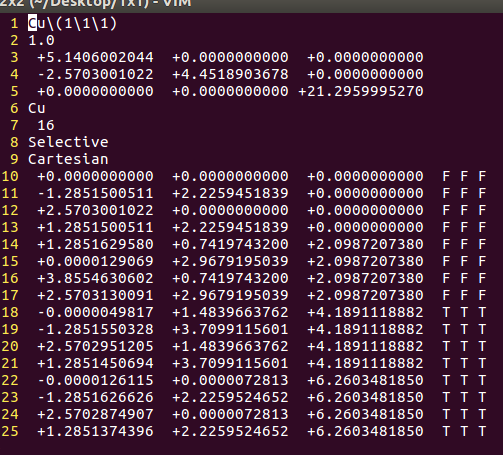 2x2 (~/Desktop/1x1) - VIM
1 Cu\(1\1\1)
2 1.0
3 +5.1406002044 +0.0000000000 +0.0000000000
4 -2.5703001022 +4.4518903678 +0.0000000000
5 +0.0000000000 +0.0000000000 +21.2959995270
6 Cu
7 16
8 Selective
9 Cartesian
10 +0.0000000000 +0.0000000000 +0.0000000000 F F F
11 -1.2851500511 +2.2259451839 +0.0000000000 F F F
12 +2.5703001022 +0.0000000000 +0.0000000000 F F F
13 +1.2851500511 +2.2259451839 +0.0000000000 F F F
14 +1.2851629580 +0.7419743200 +2.0987207380 F F F
15 +0.0000129069 +2.9679195039 +2.0987207380 F F F
16 +3.8554630602 +0.7419743200 +2.0987207380 F F F
17 +2.5703130091 +2.9679195039 +2.0987207380 F F F
18 -0.0000049817 +1.4839663762 +4.1891118882 T T T
19 -1.2851550328 +3.7099115601 +4.1891118882 T T T
20 +2.5702951205 +1.4839663762 +4.1891118882 T T T
21 +1.2851450694 +3.7099115601 +4.1891118882 T T T
22 -0.0000126115 +0.0000072813 +6.2603481850 T T T
23 -1.2851626626 +2.2259524652 +6.2603481850 T T T
24 +2.5702874907 +0.0000072813 +6.2603481850 T T T
25 +1.2851374396 +2.2259524652 +6.2603481850 T T T